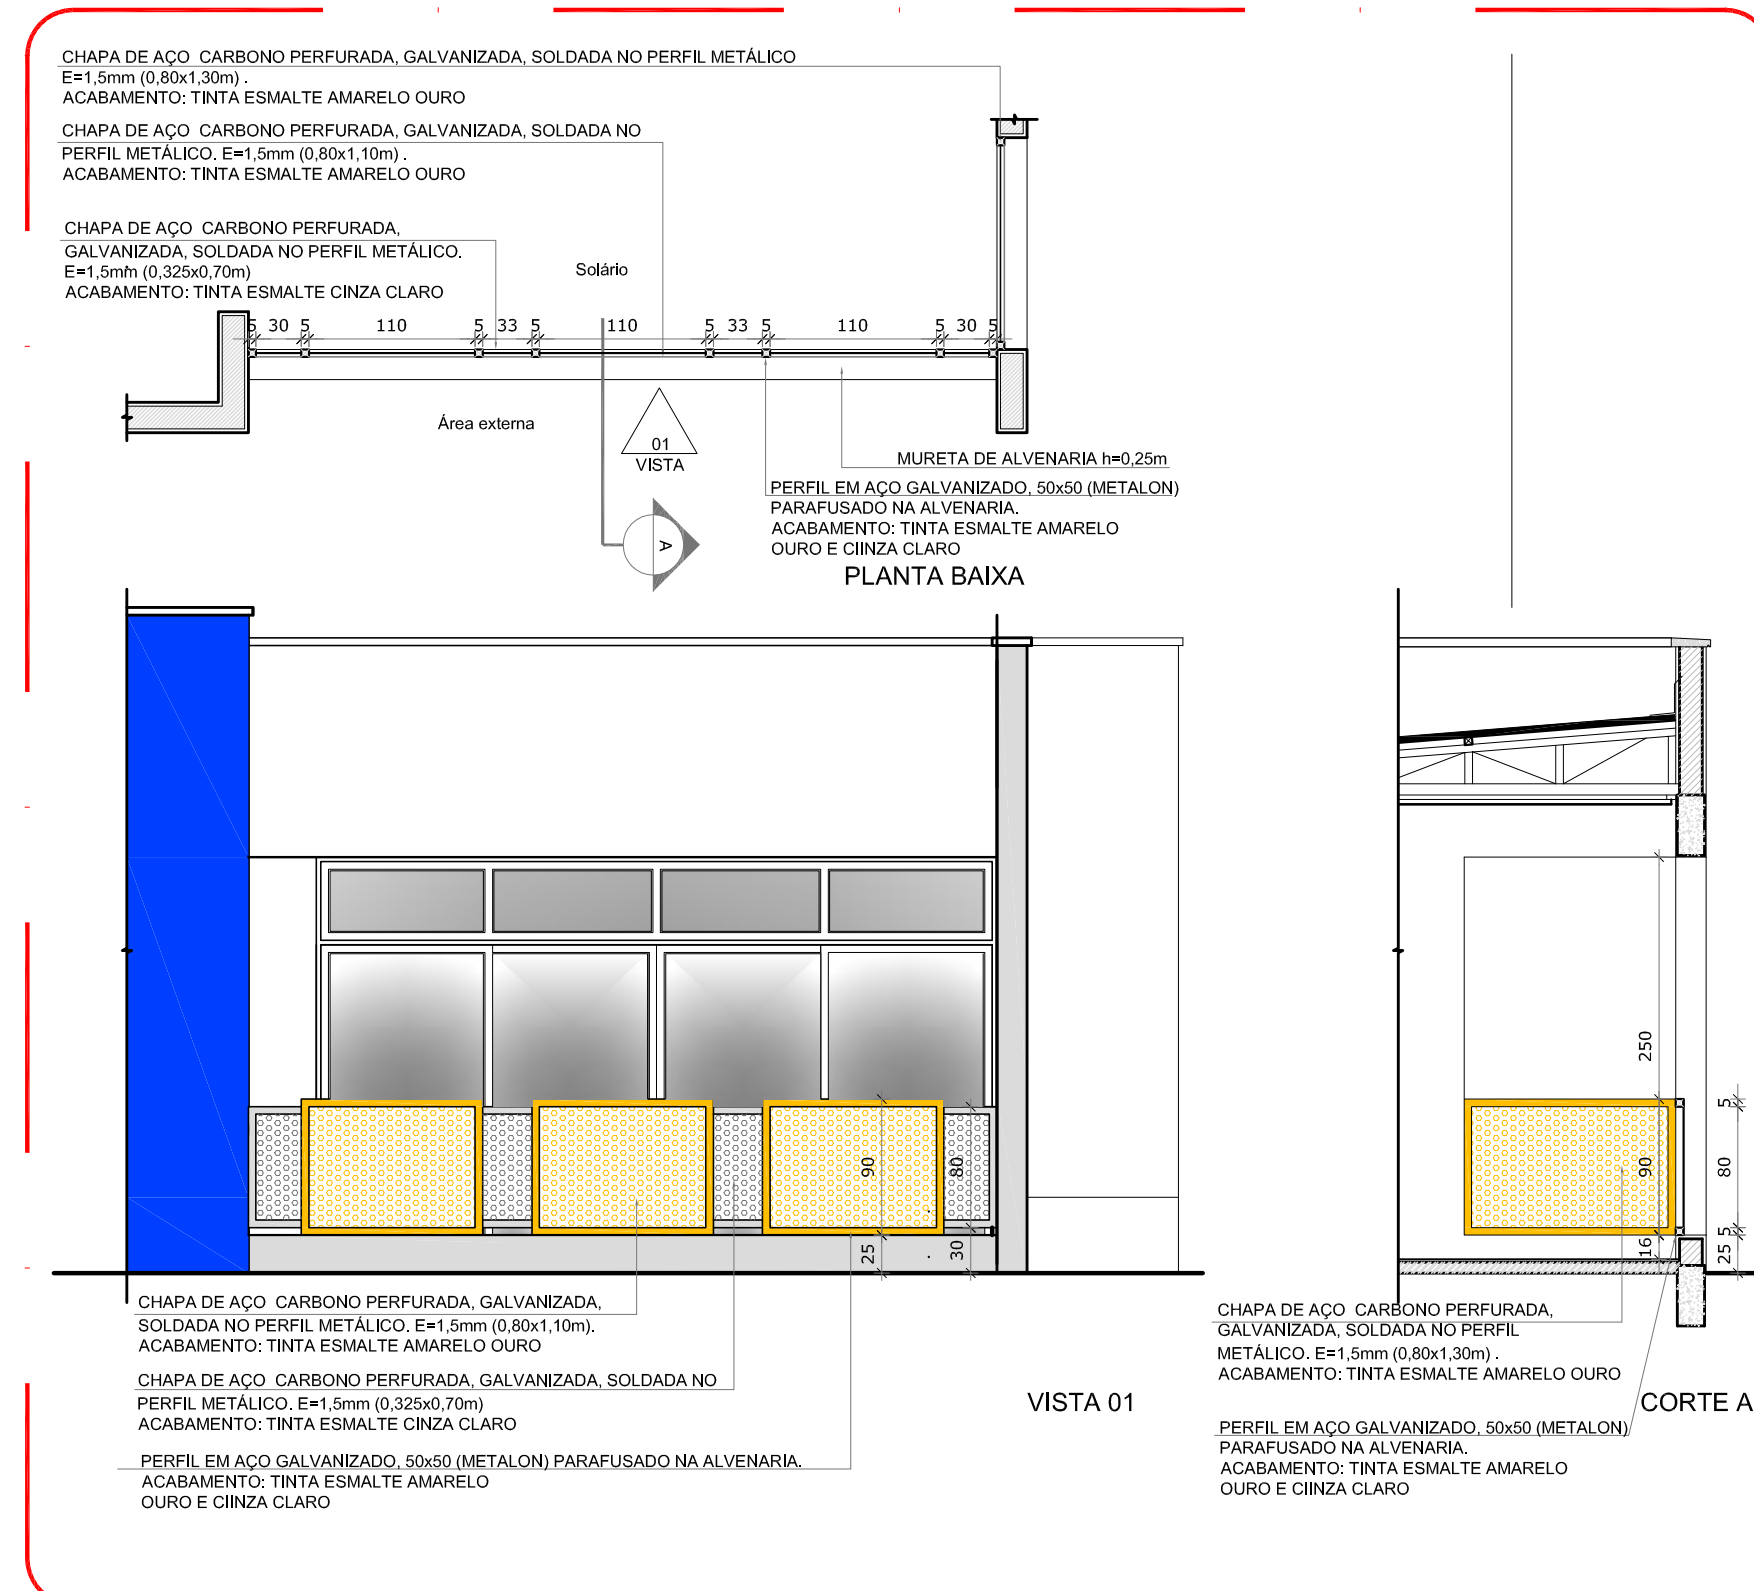 CHAPA DE AÇO CARBONO PERFURADA, GALVANIZADA, SOLDADA NO PERFIL METÁLICO
E=1,5mm (0,80x1,30m) .
ACABAMENTO: TINTA ESMALTE AMARELO OURO
CHAPA DE AÇO CARBONO PERFURADA, GALVANIZADA, SOLDADA NO
PERFIL METÁLICO. E=1,5mm (0,80x1,10m) .
ACABAMENTO: TINTA ESMALTE AMARELO OURO
CHAPA DE AÇO CARBONO PERFURADA,
GALVANIZADA, SOLDADA NO PERFIL METÁLICO.
E=1,5mm (0,325x0,70m)
ACABAMENTO: TINTA ESMALTE CINZA CLARO
Solário
5 30 5 110 5 33 5 110 5 33 5 110 5 30 5
Área externa
01
VISTA
A
MURETA DE ALVENARIA h=0,25m
PERFIL EM AÇO GALVANIZADO, 50x50 (METALON)
PARAFUSADO NA ALVENARIA.
ACABAMENTO: TINTA ESMALTE AMARELO
OURO E CIINZA CLARO
PLANTA BAIXA
90
80
25
30
250
90
16
5
80
5
25
CHAPA DE AÇO CARBONO PERFURADA, GALVANIZADA,
SOLDADA NO PERFIL METÁLICO. E=1,5mm (0,80x1,10m).
ACABAMENTO: TINTA ESMALTE AMARELO OURO
CHAPA DE AÇO CARBONO PERFURADA, GALVANIZADA, SOLDADA NO
PERFIL METÁLICO. E=1,5mm (0,325x0,70m)
ACABAMENTO: TINTA ESMALTE CINZA CLARO
PERFIL EM AÇO GALVANIZADO, 50x50 (METALON) PARAFUSADO NA ALVENARIA.
ACABAMENTO: TINTA ESMALTE AMARELO
OURO E CIINZA CLARO
VISTA 01
CHAPA DE AÇO CARBONO PERFURADA,
GALVANIZADA, SOLDADA NO PERFIL
METÁLICO. E=1,5mm (0,80x1,30m) .
ACABAMENTO: TINTA ESMALTE AMARELO OURO
CORTE A
PERFIL EM AÇO GALVANIZADO, 50x50 (METALON)
PARAFUSADO NA ALVENARIA.
ACABAMENTO: TINTA ESMALTE AMARELO
OURO E CIINZA CLARO